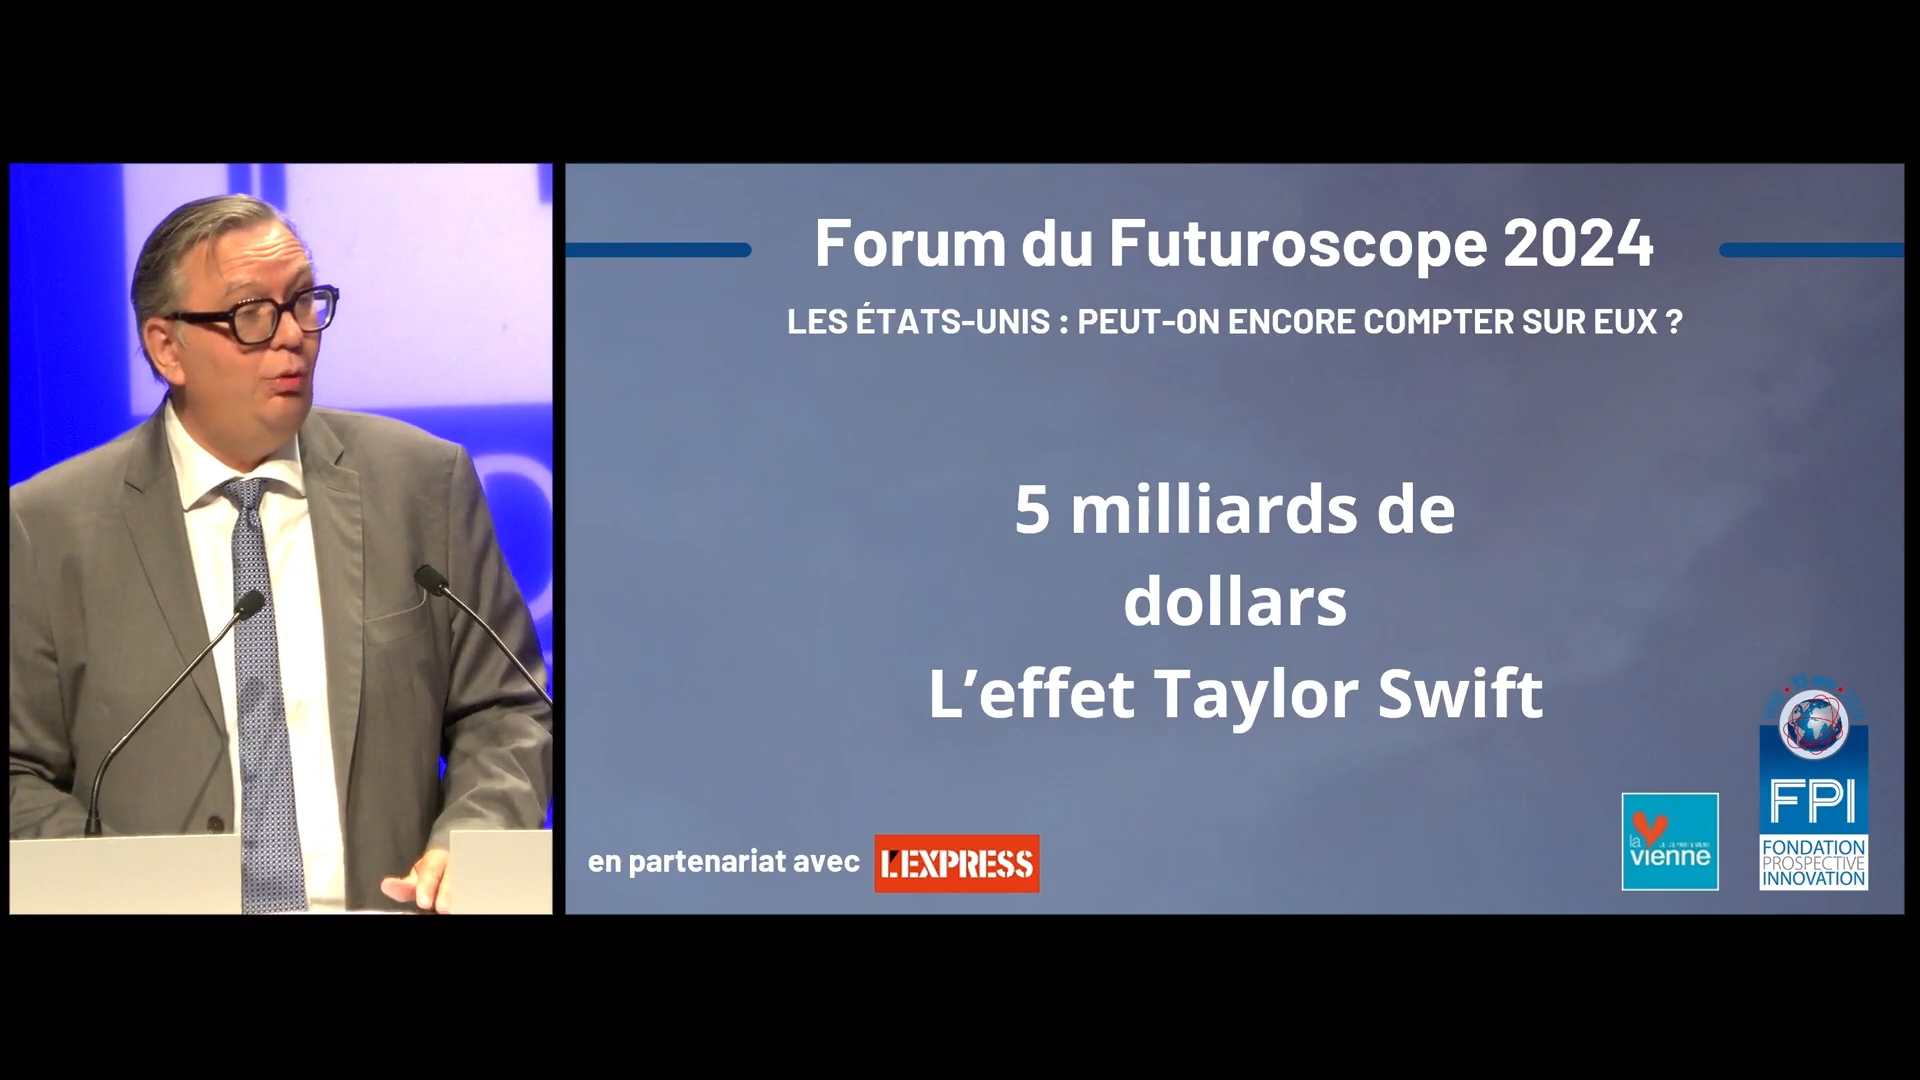 Forum du Futuroscope 2024
LES ÉTATS-UNIS : PEUT-ON ENCORE COMPTER SUR EUX ?
5 milliards de
dollars
L’effet Taylor Swift
en partenariat avec
L'EXPRESS
la
vienne
FPI
FONDATION
PROSPECTIVE
INNOVATION